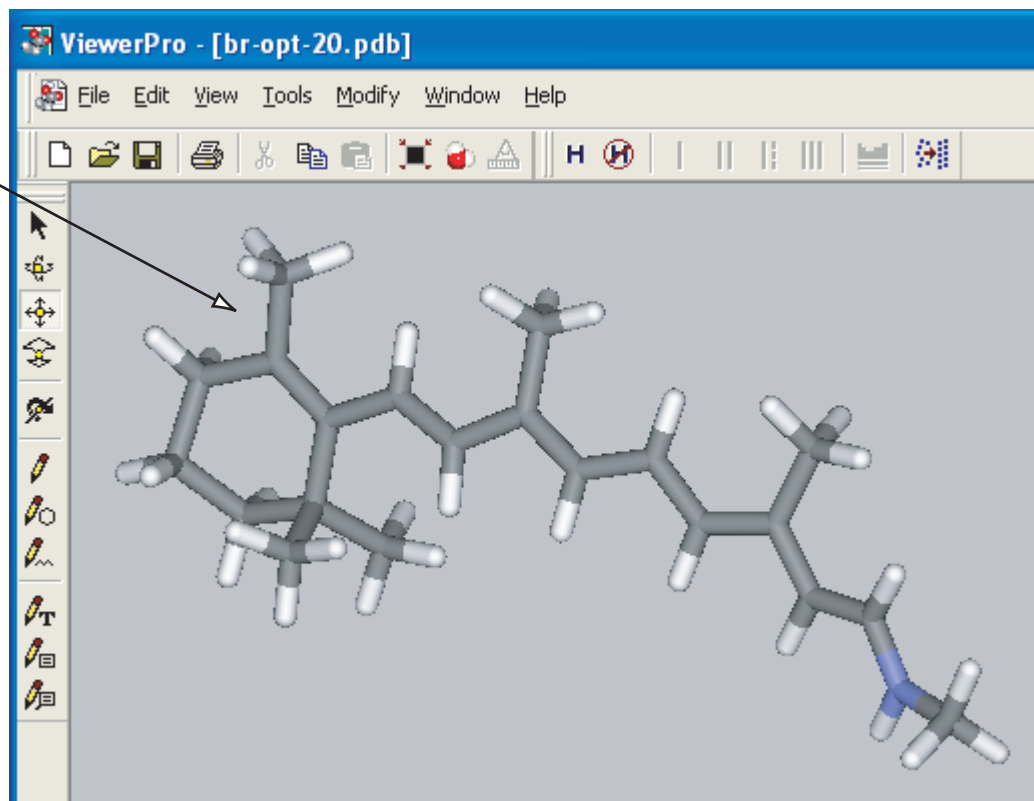 ViewerPro - [br-opt-20.pdb]
File Edit View Tools Modify Window Help
H H
T